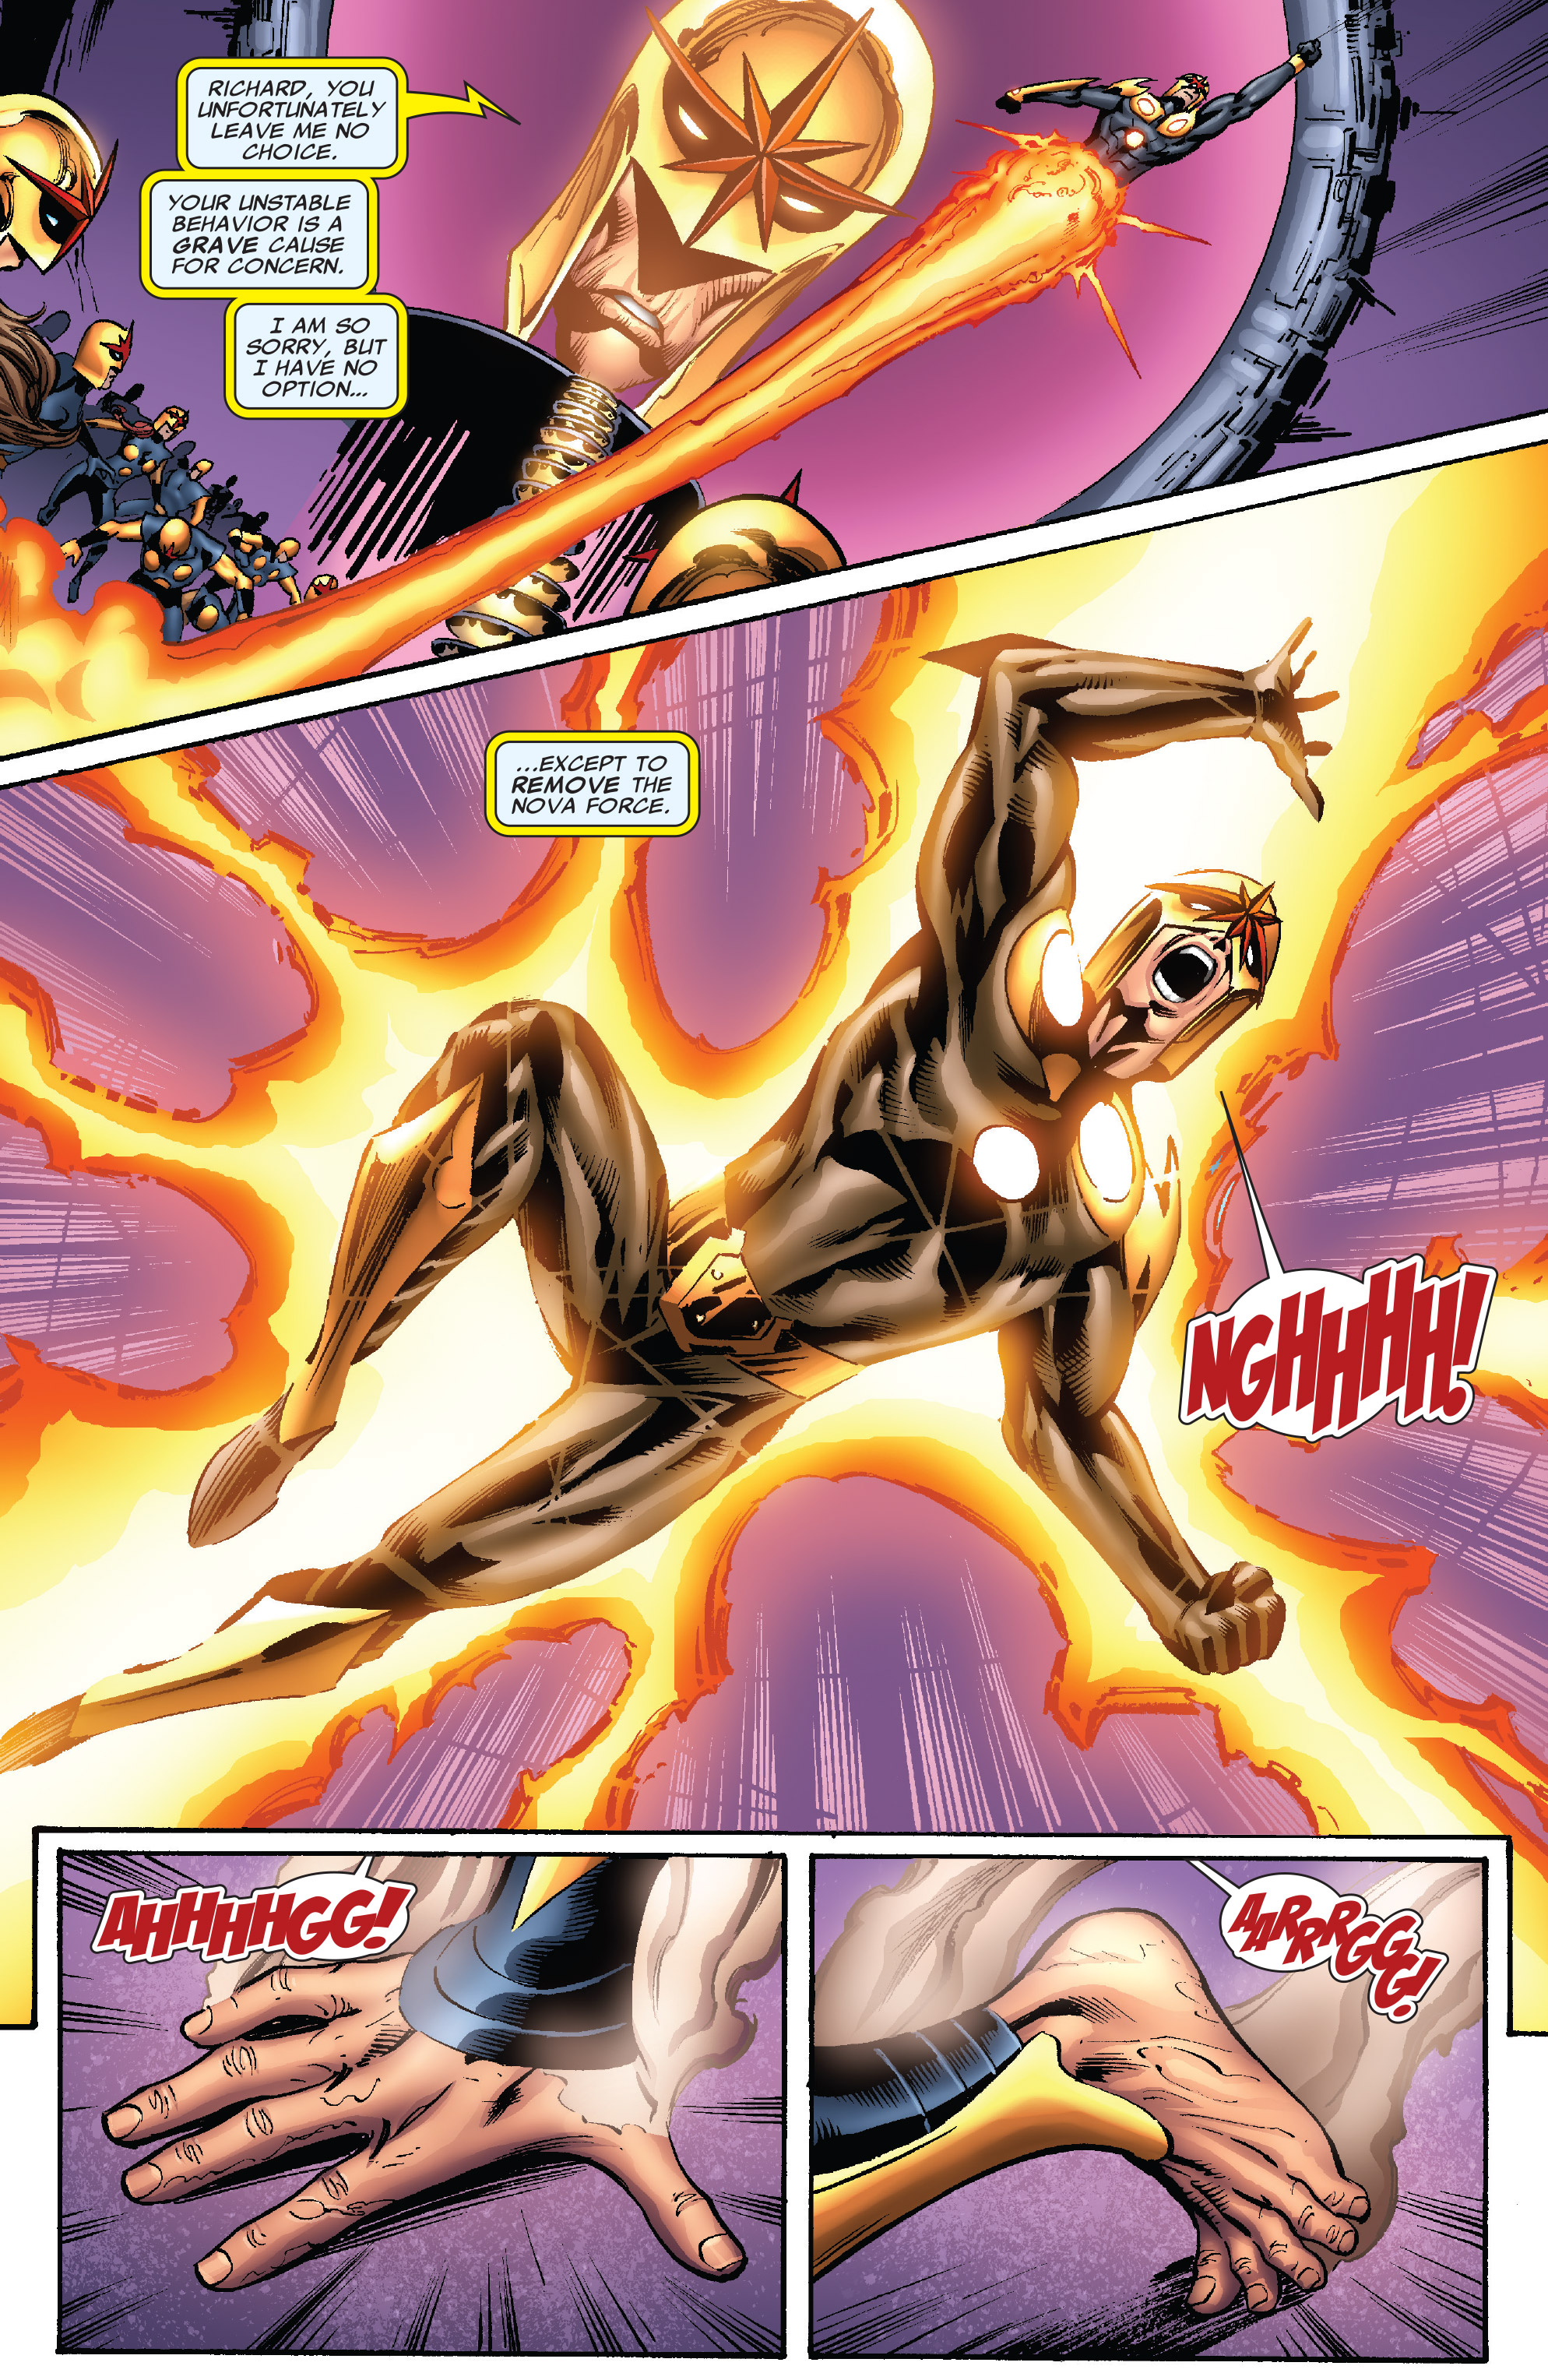 RICHARD, YOU
UNFORTUNATELY
LEAVE ME NO
CHOICE.
YOUR UNSTABLE
BEHAVIOR IS A
GRAVE CAUSE
FOR CONCERN.
I AM SO
SORRY, BUT
I HAVE NO
OPTION...
...EXCEPT TO
REMOVE THE
NOVA FORCE.
NGHHHH!
AHHHHGG!
AARRRGGG!